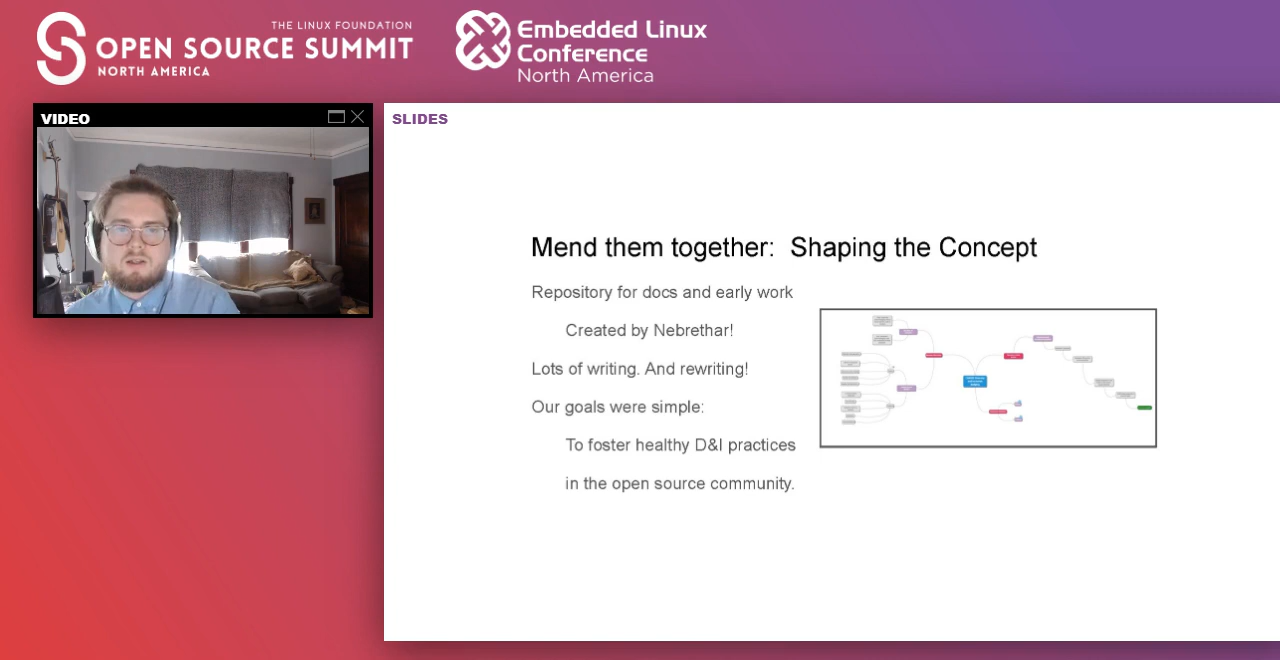 THE LINUX FOUNDATION
OPEN SOURCE SUMMIT
NORTH AMERICA
Embedded Linux
Conference
North America
VIDEO
SLIDES
Mend them together:  Shaping the Concept
Repository for docs and early work
Created by Nebrethar!
Lots of writing. And rewriting!
Our goals were simple:
To foster healthy D&I practices
in the open source community.